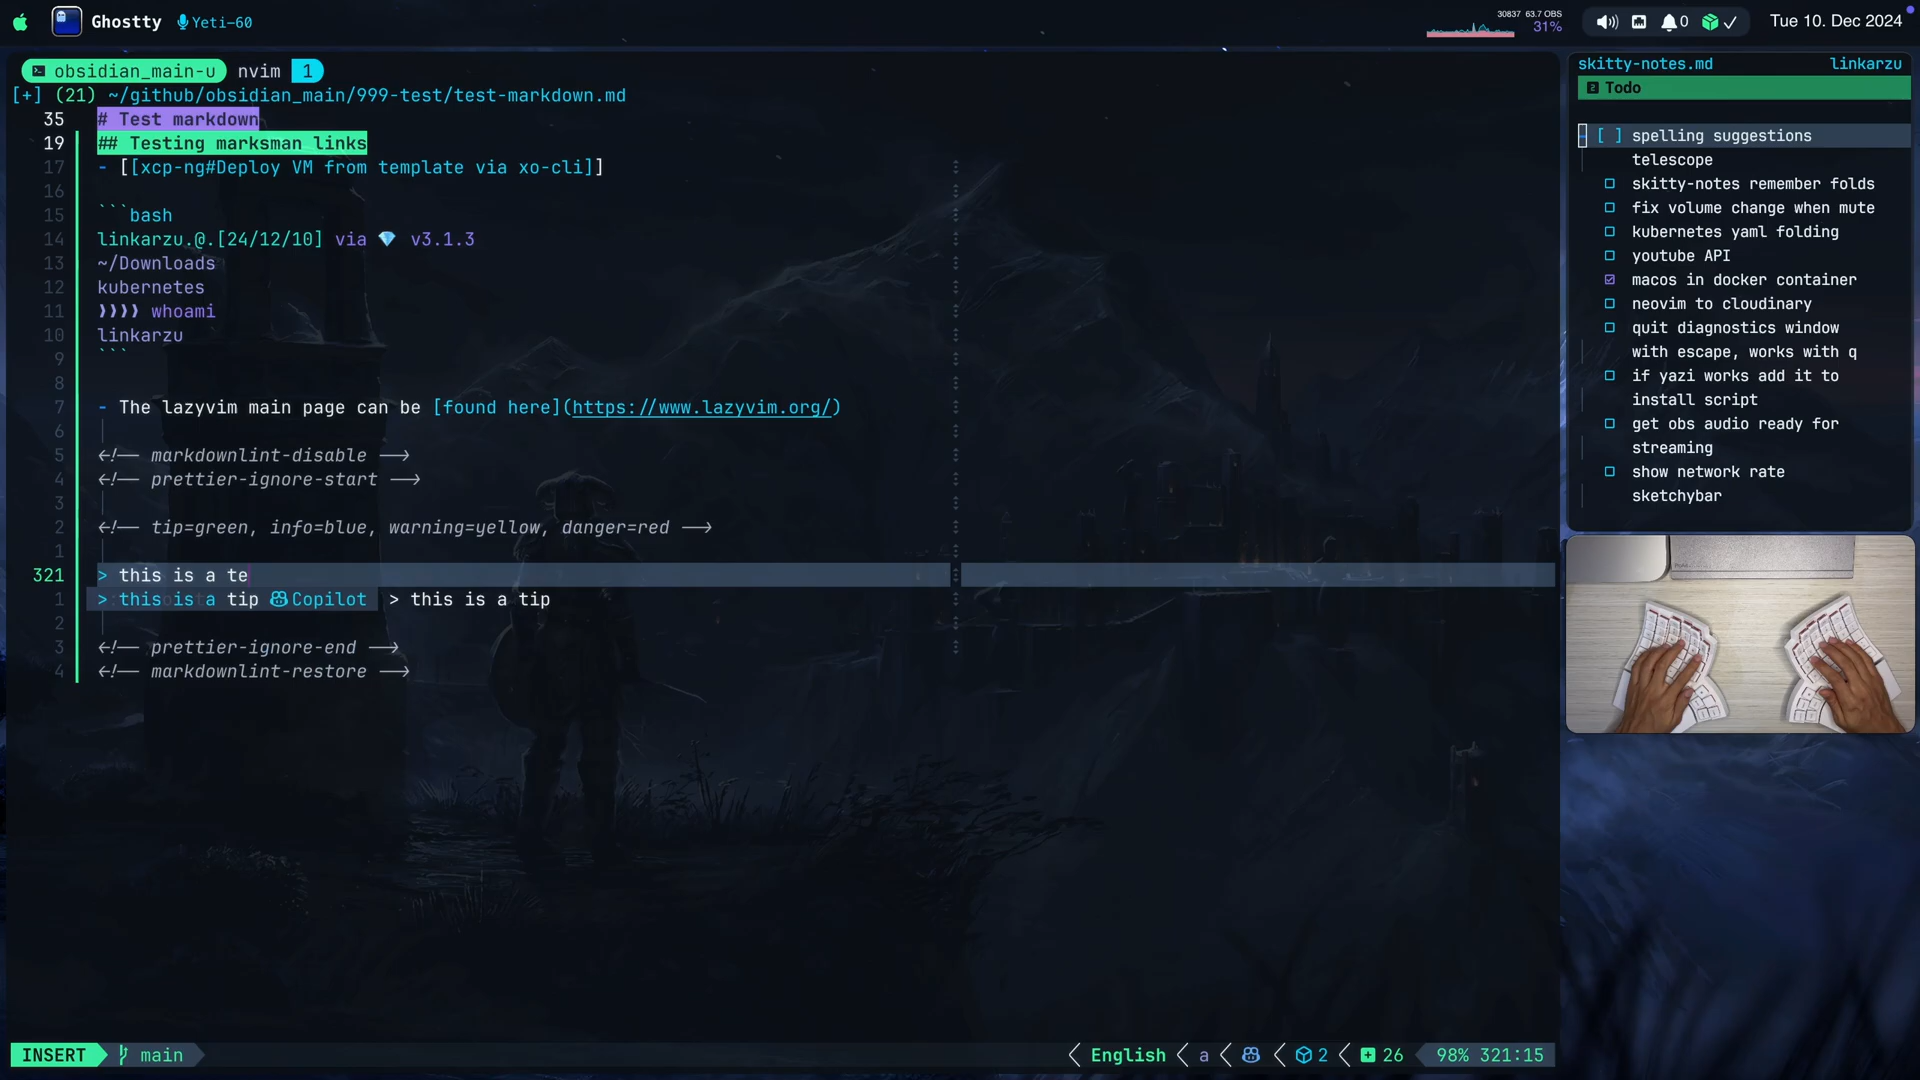 Ghostty Yeti-60
30837 63.7 OBS
31%
0
Tue 10. Dec 2024
obsidian_main-u nvim 1
[+] (21) ~/github/obsidian_main/999-test/test-markdown.md
35 # Test markdown
19 ## Testing marksman links
17 - [[xcp-ng#Deploy VM from template via xo-cli]]
16
15 ```bash
14 linkarzu.@.[24/12/10] via 💎 v3.1.3
13 ~/Downloads
12 kubernetes
11 ❯❯❯❯ whoami
10 linkarzu
9 ```
8
7 - The lazyvim main page can be [found here](https://www.lazyvim.org/)
6
5 <!-- markdownlint-disable -->
4 <!-- prettier-ignore-start -->
3
2 <!-- tip=green, info=blue, warning=yellow, danger=red -->
1
321 > this is a te
1 > this is a tip Copilot > this is a tip
2
3 <!-- prettier-ignore-end -->
4 <!-- markdownlint-restore -->
INSERT main
English a 2 26 98% 321:15
skitty-notes.md linkarzu
2 Todo
- [ ] spelling suggestions
telescope
skitty-notes remember folds
fix volume change when mute
kubernetes yaml folding
youtube API
macos in docker container
neovim to cloudinary
quit diagnostics window
with escape, works with q
if yazi works add it to
install script
get obs audio ready for
streaming
show network rate
sketchybar